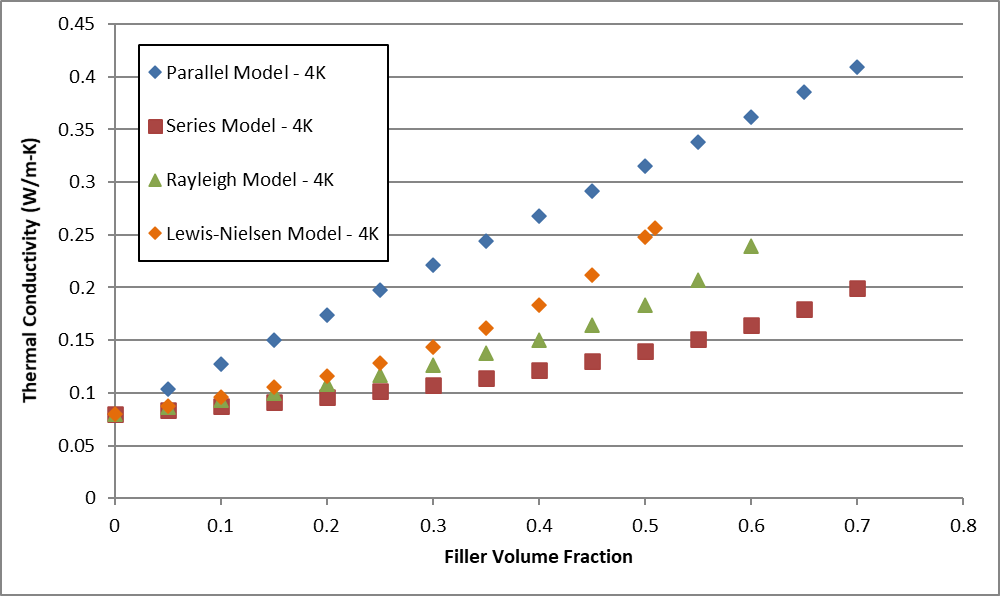 0.45
0.4
0.35
0.3
0.25
0.2
0.15
0.1
0.05
0
Thermal Conductivity (W/m-K)
Parallel Model - 4K
Series Model - 4K
Rayleigh Model - 4K
Lewis-Nielsen Model - 4K
0 0.1 0.2 0.3 0.4 0.5 0.6 0.7 0.8
Filler Volume Fraction